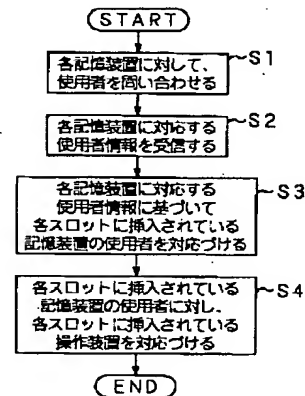 START
各記憶装置に対して、
使用者を問い合わせる
S1
各記憶装置に対応する
使用者情報を受信する
S2
各記憶装置に対応する
使用者情報に基づいて
各スロットに挿入されている
記憶装置の使用者を対応づける
S3
各スロットに挿入されている
記憶装置の使用者に対し、
各スロットに挿入されている
操作装置を対応づける
S4
END